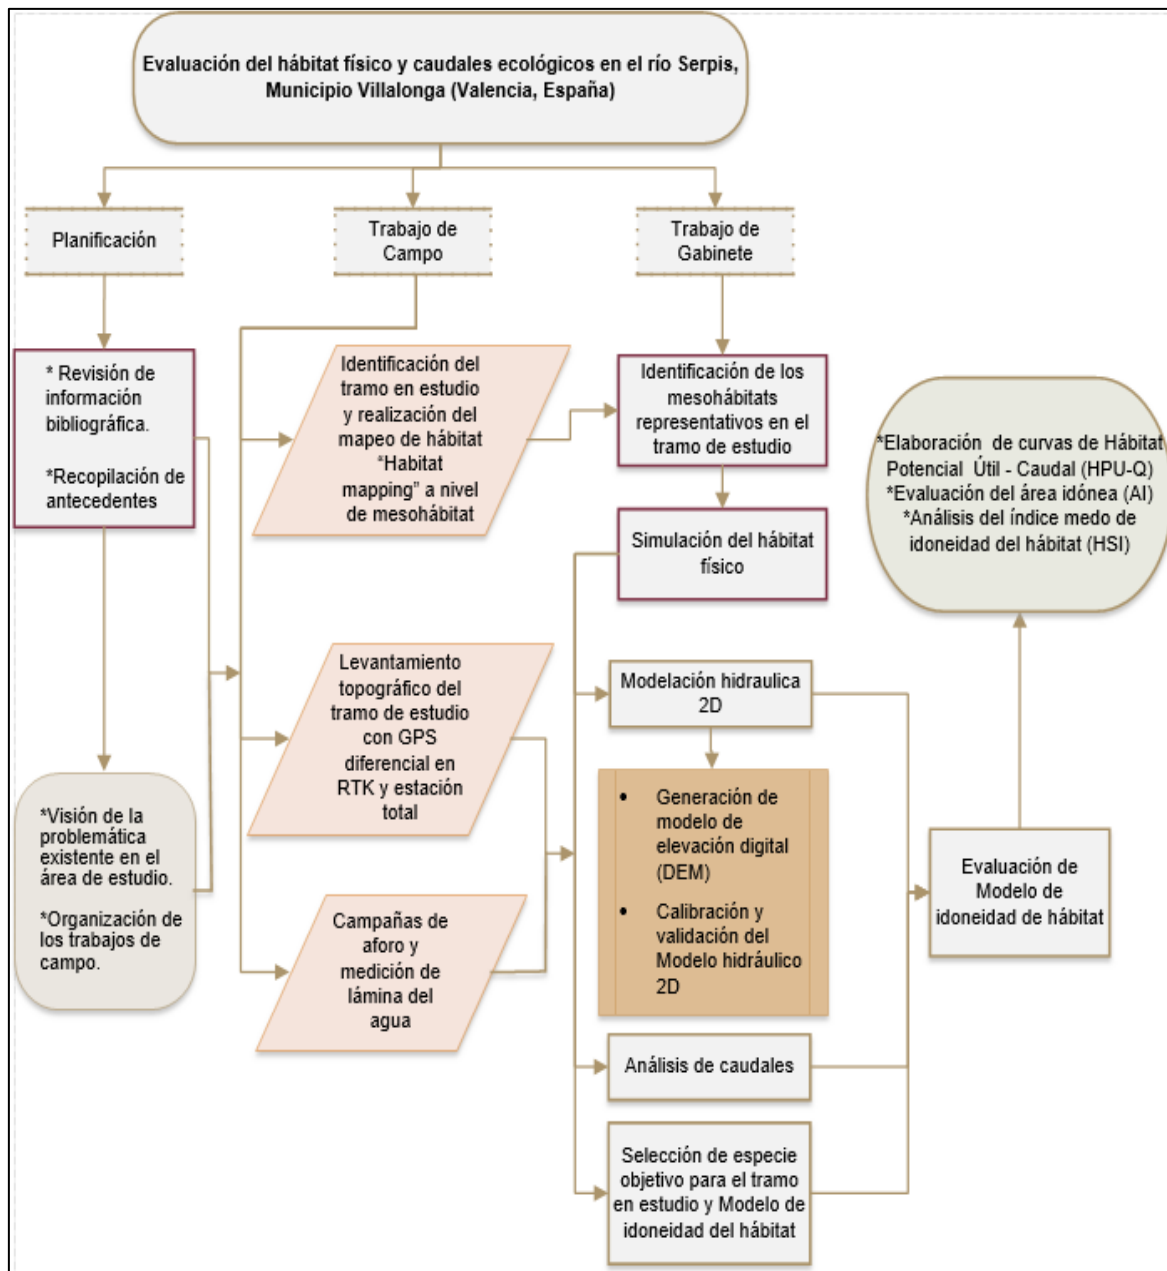 Evaluación del hábitat físico y caudales ecológicos en el río Serpis,
Municipio Villalonga (Valencia, España)
Planificación
Trabajo de
Campo
Trabajo de
Gabinete
* Revisión de
información
bibliográfica.
*Recopilación de
antecedentes
Identificación del
tramo en estudio
y realización del
mapeo de hábitat
“Habitat
mapping” a nivel
de mesohábitat
Identificación de los
mesohábitats
representativos en el
tramo de estudio
Simulación del hábitat
físico
*Elaboración de curvas de Hábitat
Potencial Útil - Caudal (HPU-Q)
*Evaluación del área idónea (AI)
*Análisis del índice medo de
idoneidad del hábitat (HSI)
Levantamiento
topográfico del
tramo de estudio
con GPS
diferencial en
RTK y estación
total
Modelación hidraulica
2D
*Visión de la
problemática
existente en el
área de estudio.
*Organización de
los trabajos de
campo.
• Generación de
modelo de
elevación digital
(DEM)
• Calibración y
validación del
Modelo hidráulico
2D
Evaluación de
Modelo de
idoneidad de hábitat
Campañas de
aforo y
medición de
lámina del
agua
Análisis de caudales
Selección de especie
objetivo para el tramo
en estudio y Modelo de
idoneidad del hábitat